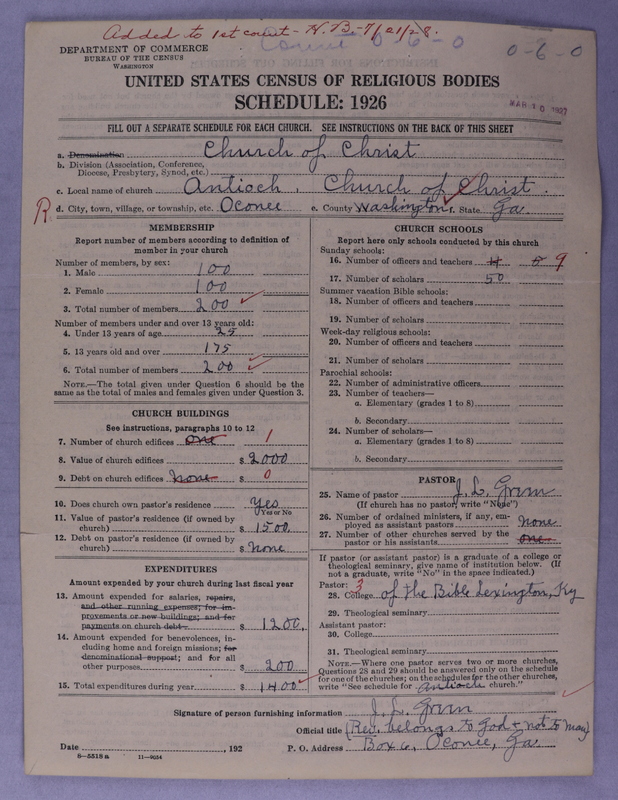 Added to 1st count - H. B - 7/21/28.
Conn 0-6-0
0-6-0
DEPARTMENT OF COMMERCE
BUREAU OF THE CENSUS
WASHINGTON
UNITED STATES CENSUS OF RELIGIOUS BODIES
SCHEDULE: 1926
MAR 10 1927
FILL OUT A SEPARATE SCHEDULE FOR EACH CHURCH. SEE INSTRUCTIONS ON THE BACK OF THIS SHEET
a. Denomination Church of Christ
b. Division (Association, Conference, Diocese, Presbytery, Synod, etc.)
c. Local name of church Antioch, Church of Christ.
R d. City, town, village, or township, etc. Oconee e. County Washington f. State Ga.
MEMBERSHIP
Report number of members according to definition of
member in your church
Number of members, by sex:
1. Male 100
2. Female 100
3. Total number of members 200
Number of members under and over 13 years old:
4. Under 13 years of age 25
5. 13 years old and over 175
6. Total number of members 200
NOTE.—The total given under Question 6 should be the
same as the total of males and females given under Question 3.
CHURCH BUILDINGS
See instructions, paragraphs 10 to 12
7. Number of church edifices one 1
8. Value of church edifices $ 2000
9. Debt on church edifices none $ 0
10. Does church own pastor's residence yes
(Yes or No
11. Value of pastor's residence (if owned by
church) $ 1500,
12. Debt on pastor's residence (if owned by
church) $ none
EXPENDITURES
Amount expended by your church during last fiscal year
13. Amount expended for salaries, repairs,
and other running expenses; for im-
provements or new buildings; and for
payments on church debt $ 1200,
14. Amount expended for benevolences, in-
cluding home and foreign missions; for
denominational support; and for all
other purposes $ 200
15. Total expenditures during year $ 1400
CHURCH SCHOOLS
Report here only schools conducted by this church
Sunday schools:
16. Number of officers and teachers 4 5 9
17. Number of scholars 50
Summer vacation Bible schools:
18. Number of officers and teachers
19. Number of scholars
Week-day religious schools:
20. Number of officers and teachers
21. Number of scholars
Parochial schools:
22. Number of administrative officers
23. Number of teachers—
a. Elementary (grades 1 to 8)
b. Secondary
24. Number of scholars—
a. Elementary (grades 1 to 8)
b. Secondary
PASTOR
25. Name of pastor J. L. Grim
(If church has no pastor, write "None")
26. Number of ordained ministers, if any, em-
ployed as assistant pastors none
27. Number of other churches served by the
pastor or his assistants one
If pastor (or assistant pastor) is a graduate of a college or
theological seminary, give name of institution below. (If
not a graduate, write "No" in the space indicated.)
Pastor: 3
28. College of the Bible Lexington, Ky
29. Theological seminary
Assistant pastor:
30. College
31. Theological seminary
NOTE.—Where one pastor serves two or more churches,
Questions 28 and 29 should be answered only on the schedule
for one of the churches; on the schedules for the other churches,
write "See schedule for Antioch church."
Signature of person furnishing information J. L. Grim
Official title (Rev. belongs to God + not to man)
Date , 192 P. O. Address Box 6, Oconee, Ga.
8—5518 a 11—9034